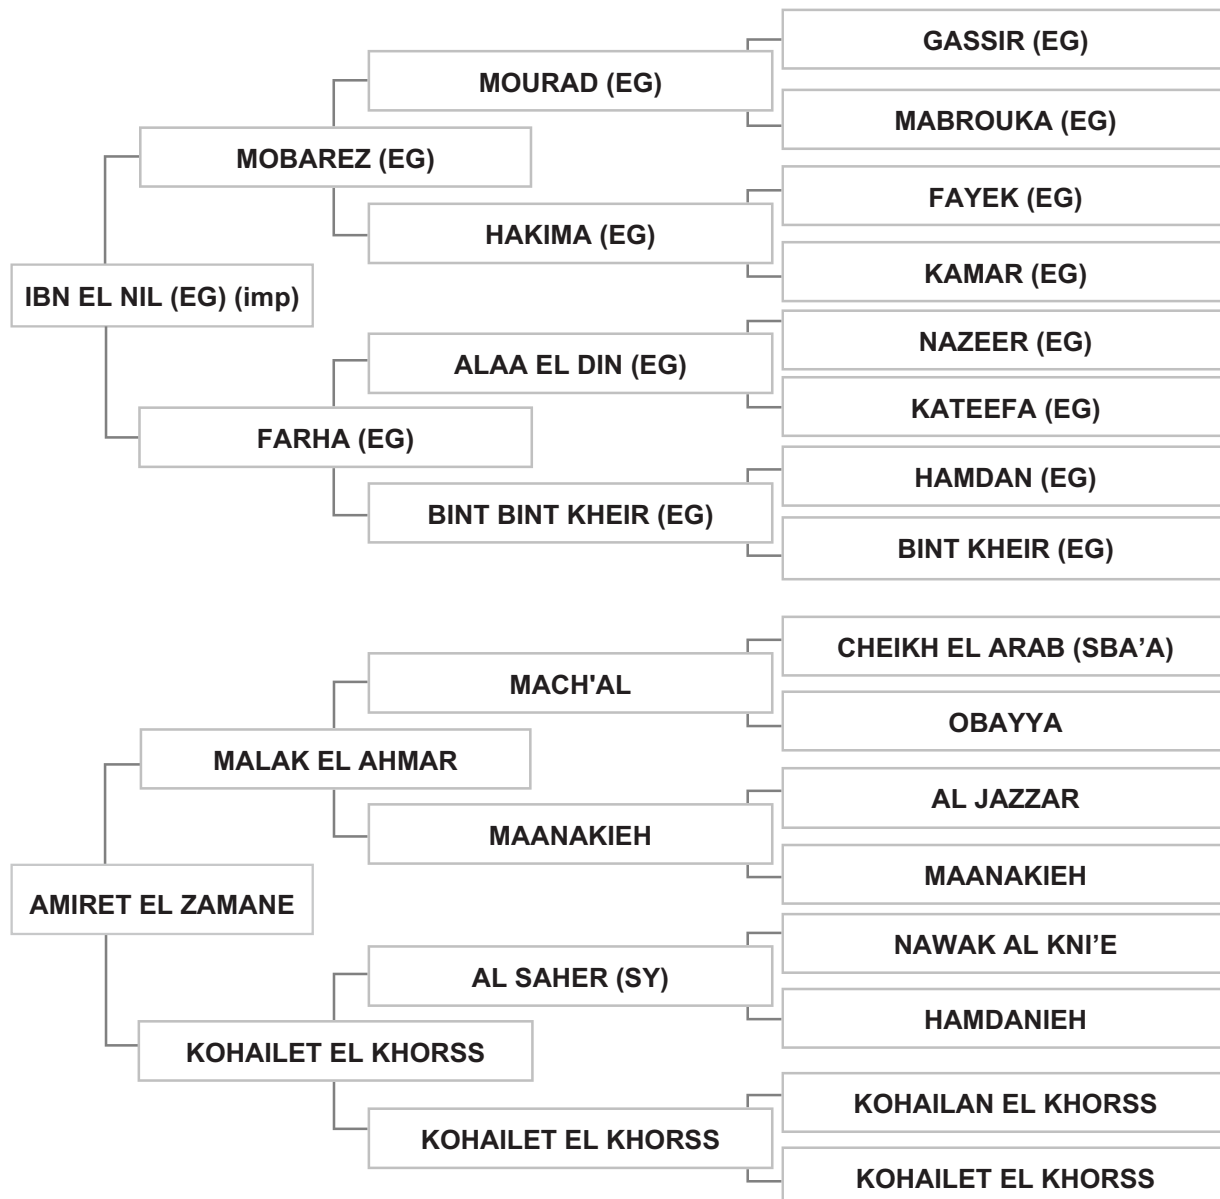 GASSIR (EG)
MOURAD (EG)
MABROUKA (EG)
MOBAREZ (EG)
FAYEK (EG)
HAKIMA (EG)
KAMAR (EG)
IBN EL NIL (EG) (imp)
NAZEER (EG)
ALAA EL DIN (EG)
KATEEFA (EG)
FARHA (EG)
HAMDAN (EG)
BINT BINT KHEIR (EG)
BINT KHEIR (EG)
CHEIKH EL ARAB (SBA’A)
MACH'AL
OBAYYA
MALAK EL AHMAR
AL JAZZAR
MAANAKIEH
MAANAKIEH
AMIRET EL ZAMANE
NAWAK AL KNI’E
AL SAHER (SY)
HAMDANIEH
KOHAILET EL KHORSS
KOHAILAN EL KHORSS
KOHAILET EL KHORSS
KOHAILET EL KHORSS